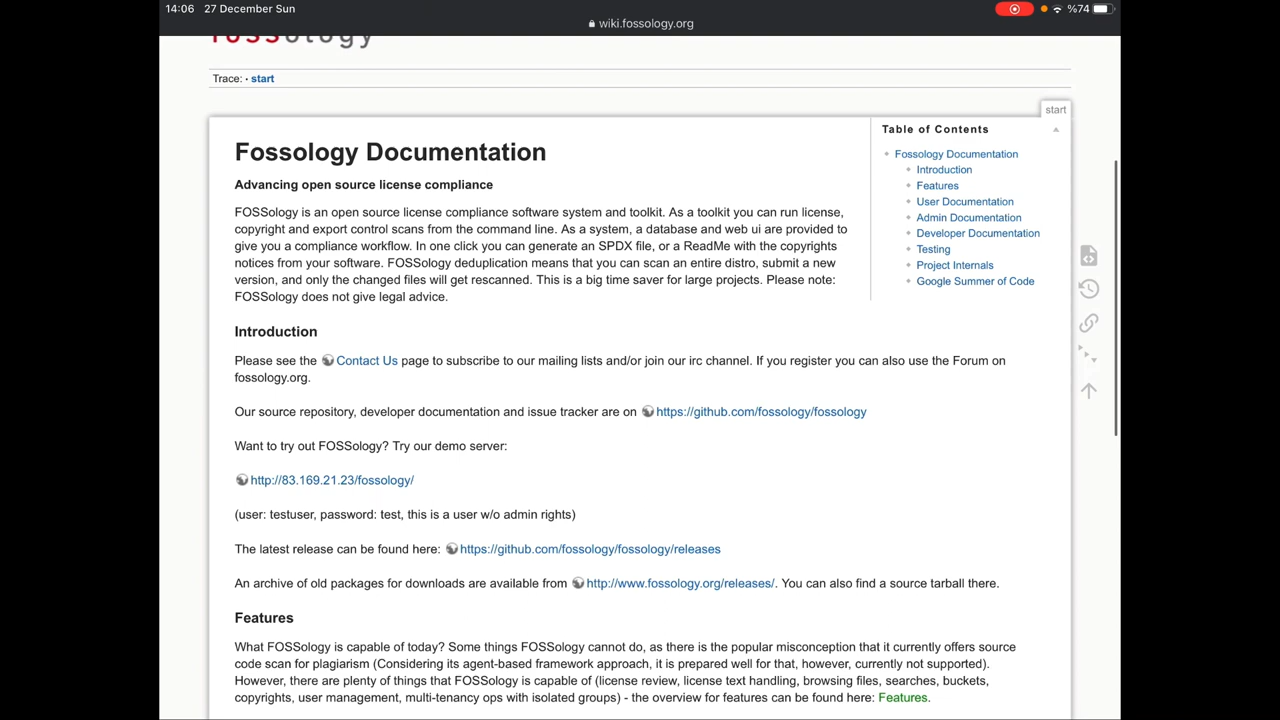 14:06 27 December Sun
%74
wiki.fossology.org
fossology
Trace: • start
start
Fossology Documentation
Advancing open source license compliance
FOSSology is an open source license compliance software system and toolkit. As a toolkit you can run license,
copyright and export control scans from the command line. As a system, a database and web ui are provided to
give you a compliance workflow. In one click you can generate an SPDX file, or a ReadMe with the copyrights
notices from your software. FOSSology deduplication means that you can scan an entire distro, submit a new
version, and only the changed files will get rescanned. This is a big time saver for large projects. Please note:
FOSSology does not give legal advice.
Table of Contents
Fossology Documentation
Introduction
Features
User Documentation
Admin Documentation
Developer Documentation
Testing
Project Internals
Google Summer of Code
Introduction
Please see the Contact Us page to subscribe to our mailing lists and/or join our irc channel. If you register you can also use the Forum on
fossology.org.
Our source repository, developer documentation and issue tracker are on https://github.com/fossology/fossology
Want to try out FOSSology? Try our demo server:
http://83.169.21.23/fossology/
(user: testuser, password: test, this is a user w/o admin rights)
The latest release can be found here: https://github.com/fossology/fossology/releases
An archive of old packages for downloads are available from http://www.fossology.org/releases/. You can also find a source tarball there.
Features
What FOSSology is capable of today? Some things FOSSology cannot do, as there is the popular misconception that it currently offers source
code scan for plagiarism (Considering its agent-based framework approach, it is prepared well for that, however, currently not supported).
However, there are plenty of things that FOSSology is capable of (license review, license text handling, browsing files, searches, buckets,
copyrights, user management, multi-tenancy ops with isolated groups) - the overview for features can be found here: Features.